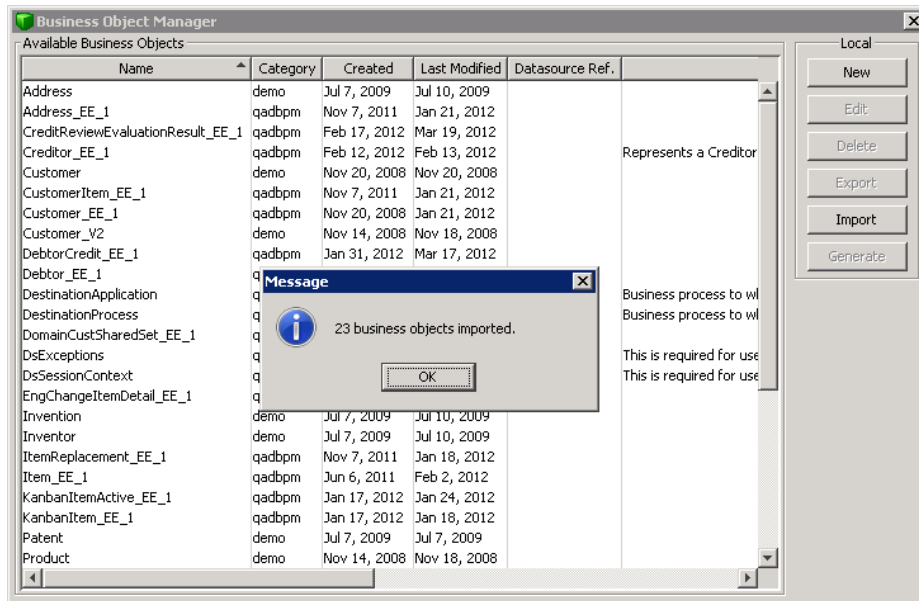 Business Object Manager
Available Business Objects
Local
Name Category Created Last Modified Datasource Ref.
New
Edit
Delete
Export
Import
Generate
Address demo Jul 7, 2009 Jul 10, 2009
Address_EE_1 qadbpm Nov 7, 2011 Jan 21, 2012
CreditReviewEvaluationResult_EE_1 qadbpm Feb 17, 2012 Mar 19, 2012
Creditor_EE_1 qadbpm Feb 12, 2012 Feb 13, 2012 Represents a Creditor
Customer demo Nov 20, 2008 Nov 20, 2008
CustomerItem_EE_1 qadbpm Nov 7, 2011 Jan 21, 2012
Customer_EE_1 qadbpm Nov 20, 2008 Jan 21, 2012
Customer_V2 demo Nov 14, 2008 Nov 18, 2008
DebtorCredit_EE_1 qadbpm Jan 31, 2012 Mar 17, 2012
Debtor_EE_1
DestinationApplication Business process to
DestinationProcess Business process to
DomainCustSharedSet_EE_1
DsExceptions This is required for use
DsSessionContext This is required for use
EngChangeItemDetail_EE_1
Message
23 business objects imported.
OK
Invention demo Jul 7, 2009 Jul 10, 2009
Inventor demo Jul 7, 2009 Jul 10, 2009
ItemReplacement_EE_1 qadbpm Nov 7, 2011 Jan 18, 2012
Item_EE_1 qadbpm Jun 6, 2011 Feb 2, 2012
KanbanItemActive_EE_1 qadbpm Jan 17, 2012 Jan 24, 2012
KanbanItem_EE_1 qadbpm Jan 17, 2012 Jan 18, 2012
Patent demo Jul 7, 2009 Jul 7, 2009
Product demo Nov 14, 2008 Nov 18, 2008